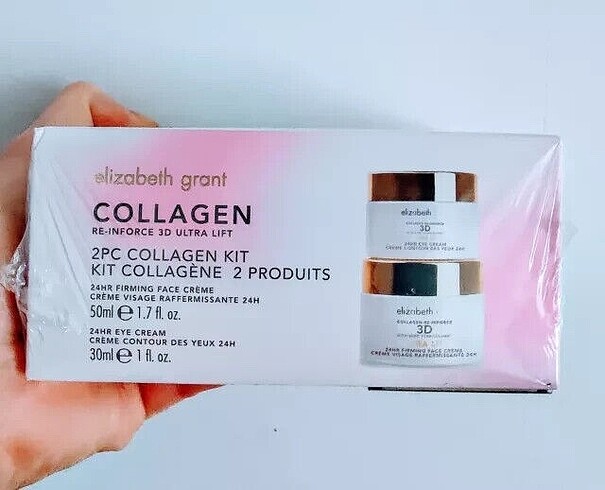 elizabeth grant
COLLAGEN
RE-INFORCE 3D ULTRA LIFT
2PC COLLAGEN KIT
KIT COLLAGÈNE 2 PRODUITS
24HR FIRMING FACE CRÈME
CRÈME VISAGE RAFFERMISSANTE 24H
50ml ℮ 1.7 fl. oz.
24HR EYE CREAM
CRÈME CONTOUR DES YEUX 24H
30ml ℮ 1 fl. oz.
elizabeth
COLLAGEN RE-INFORCE
3D
24HR EYE CREAM
CRÈME CONTOUR DES YEUX 24H
elizabeth
COLLAGEN RE-INFORCE
3D
24HR FIRMING FACE CRÈME
CRÈME VISAGE RAFFERMISSANTE 24H